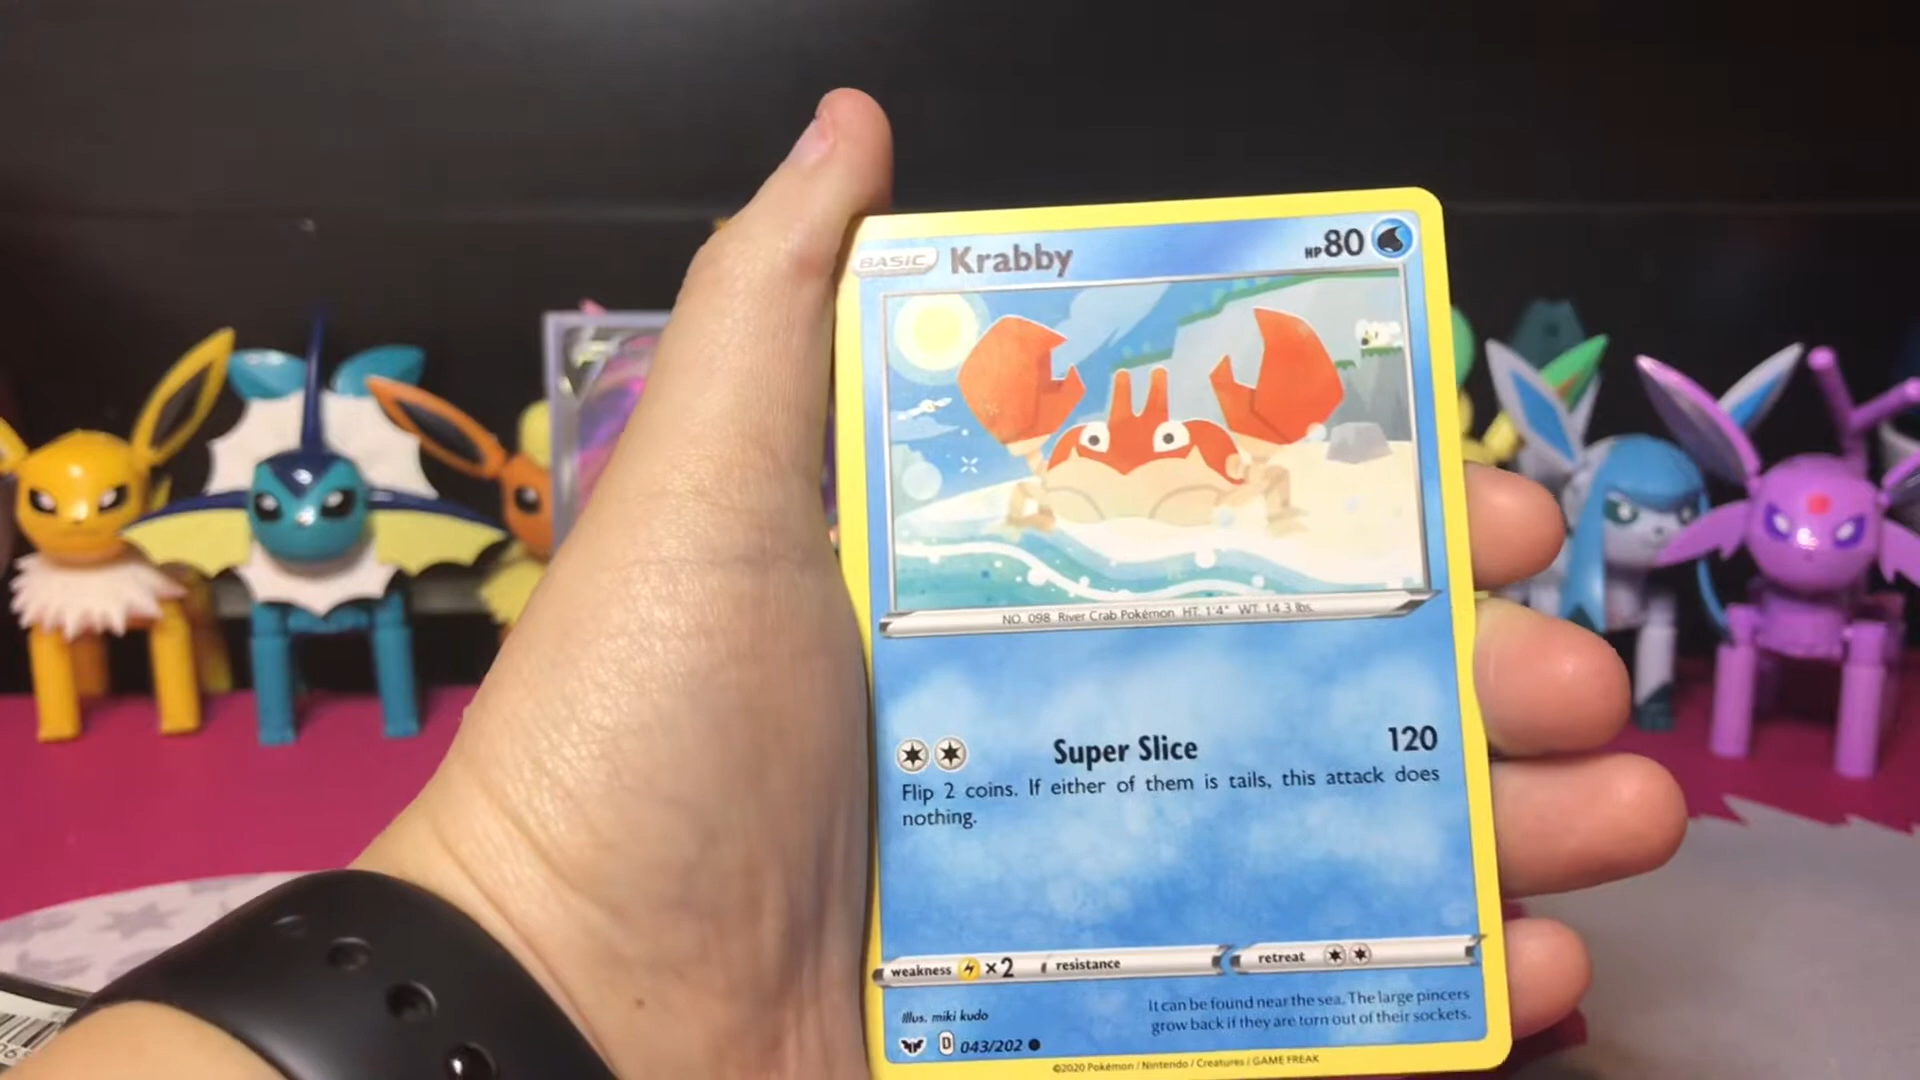 BASIC Krabby HP 80
NO. 098 River Crab Pokémon HT: 1'4" WT: 14.3 lbs.
Super Slice 120
Flip 2 coins. If either of them is tails, this attack does
nothing.
weakness ×2 resistance retreat
Illus. miki kudo
It can be found near the sea. The large pincers
grow back if they are torn out of their sockets.
D 043/202
©2020 Pokémon / Nintendo / Creatures / GAME FREAK